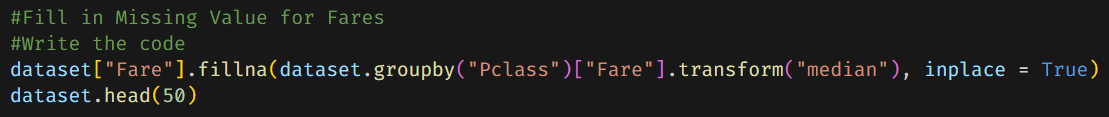 #Fill in Missing Value for Fares
#Write the code
dataset["Fare"].fillna(dataset.groupby("Pclass")["Fare"].transform("median"), inplace = True)
dataset.head(50)